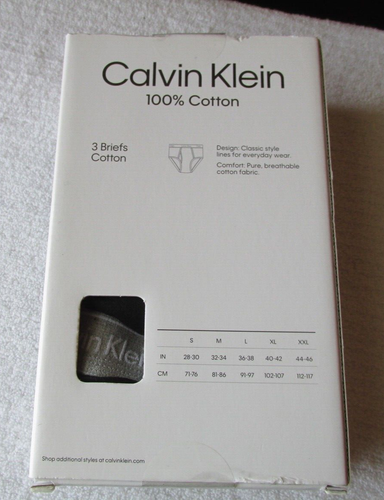 Calvin Klein
100% Cotton
3 Briefs
Cotton
Design: Classic style
lines for everyday wear.
Comfort: Pure, breathable
cotton fabric.
in Klei
S M L XL XXL
IN 28-30 32-34 36-38 40-42 44-46
CM 71-76 81-86 91-97 102-107 112-117
Shop additional styles at calvinklein.com